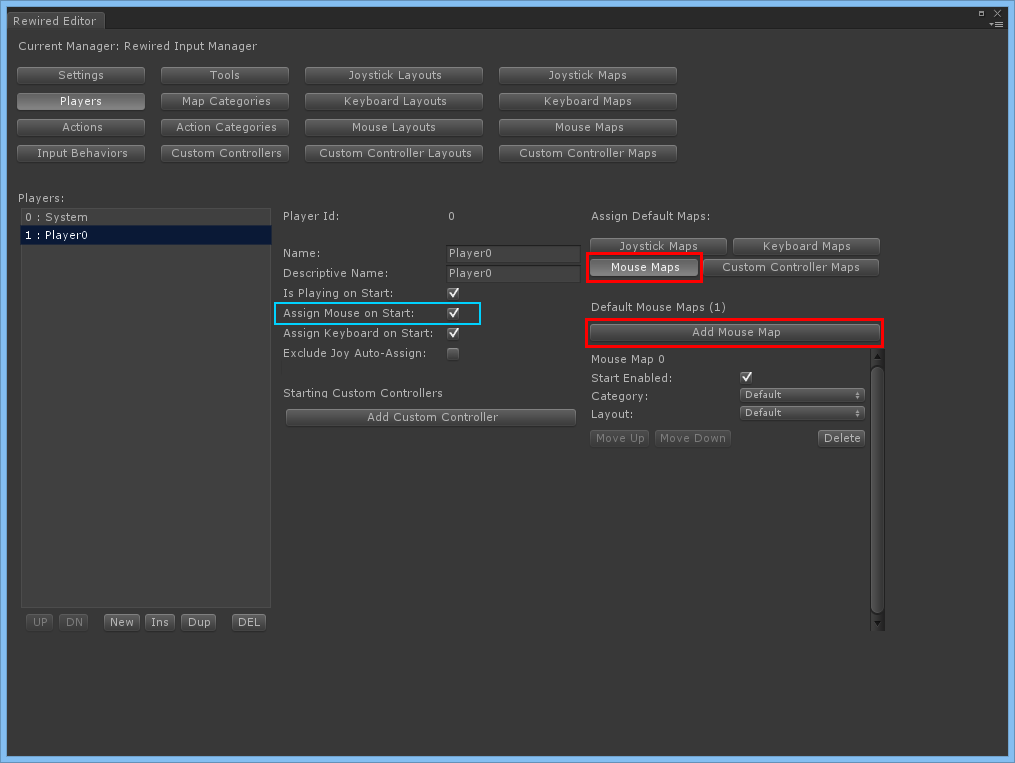 Rewired Editor
Current Manager: Rewired Input Manager
Settings Tools Joystick Layouts Joystick Maps
Players Map Categories Keyboard Layouts Keyboard Maps
Actions Action Categories Mouse Layouts Mouse Maps
Input Behaviors Custom Controllers Custom Controller Layouts Custom Controller Maps
Players:
0 : System
1 : Player0
UP DN New Ins Dup DEL
Player Id: 0
Name: Player0
Descriptive Name: Player0
Is Playing on Start:
Assign Mouse on Start:
Assign Keyboard on Start:
Exclude Joy Auto-Assign:
Starting Custom Controllers
Add Custom Controller
Assign Default Maps:
Joystick Maps Keyboard Maps
Mouse Maps Custom Controller Maps
Default Mouse Maps (1)
Add Mouse Map
Mouse Map 0
Start Enabled:
Category: Default
Layout: Default
Move Up Move Down Delete